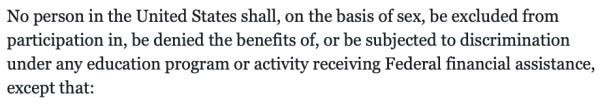 No person in the United States shall, on the basis of sex, be excluded from
participation in, be denied the benefits of, or be subjected to discrimination
under any education program or activity receiving Federal financial assistance,
except that: